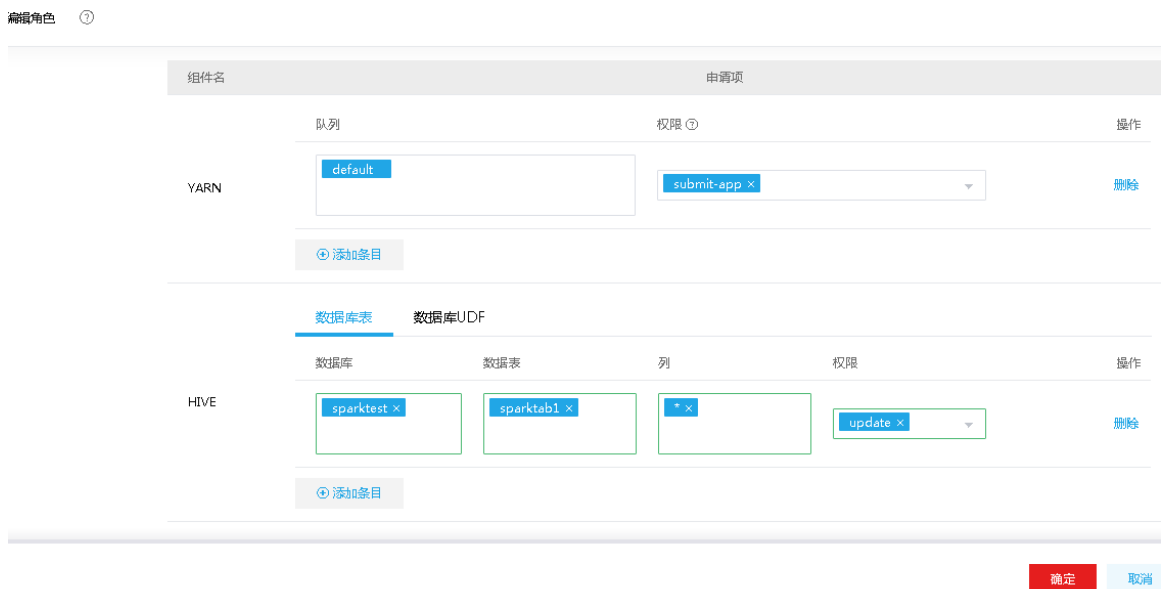 编辑角色 ?
组件名 申请项
队列 权限 ? 操作
YARN default submit-app × 删除
添加条目
数据库表 数据库UDF
数据库 数据表 列 权限 操作
HIVE sparktest × sparktab1 × * × update × 删除
添加条目
确定 取消